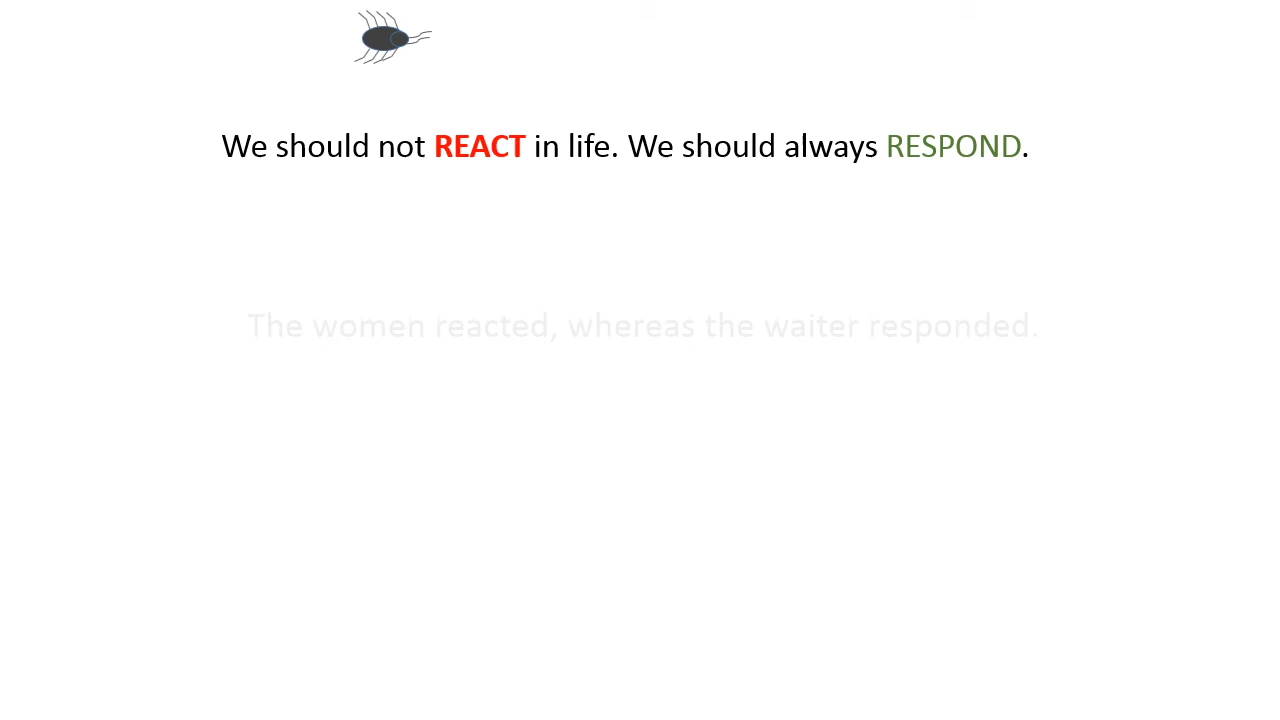 We should not REACT in life. We should always RESPOND.
The women reacted, whereas the waiter responded.